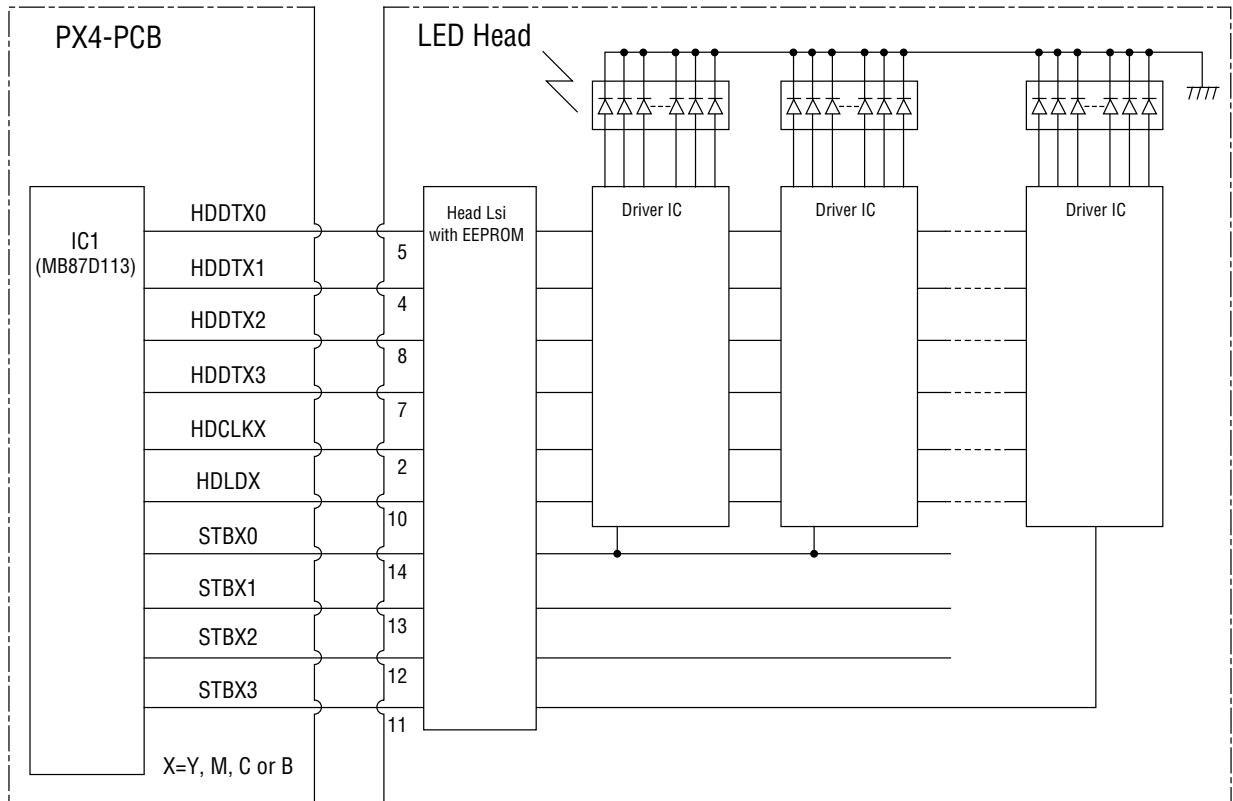 PX4-PCB
LED Head
IC1
(MB87D113)
HDDTX0
HDDTX1
HDDTX2
HDDTX3
HDCLKX
HDLDX
STBX0
STBX1
STBX2
STBX3
X=Y, M, C or B
5
4
8
7
2
10
14
13
12
11
Head Lsi
with EEPROM
Driver IC
Driver IC
Driver IC